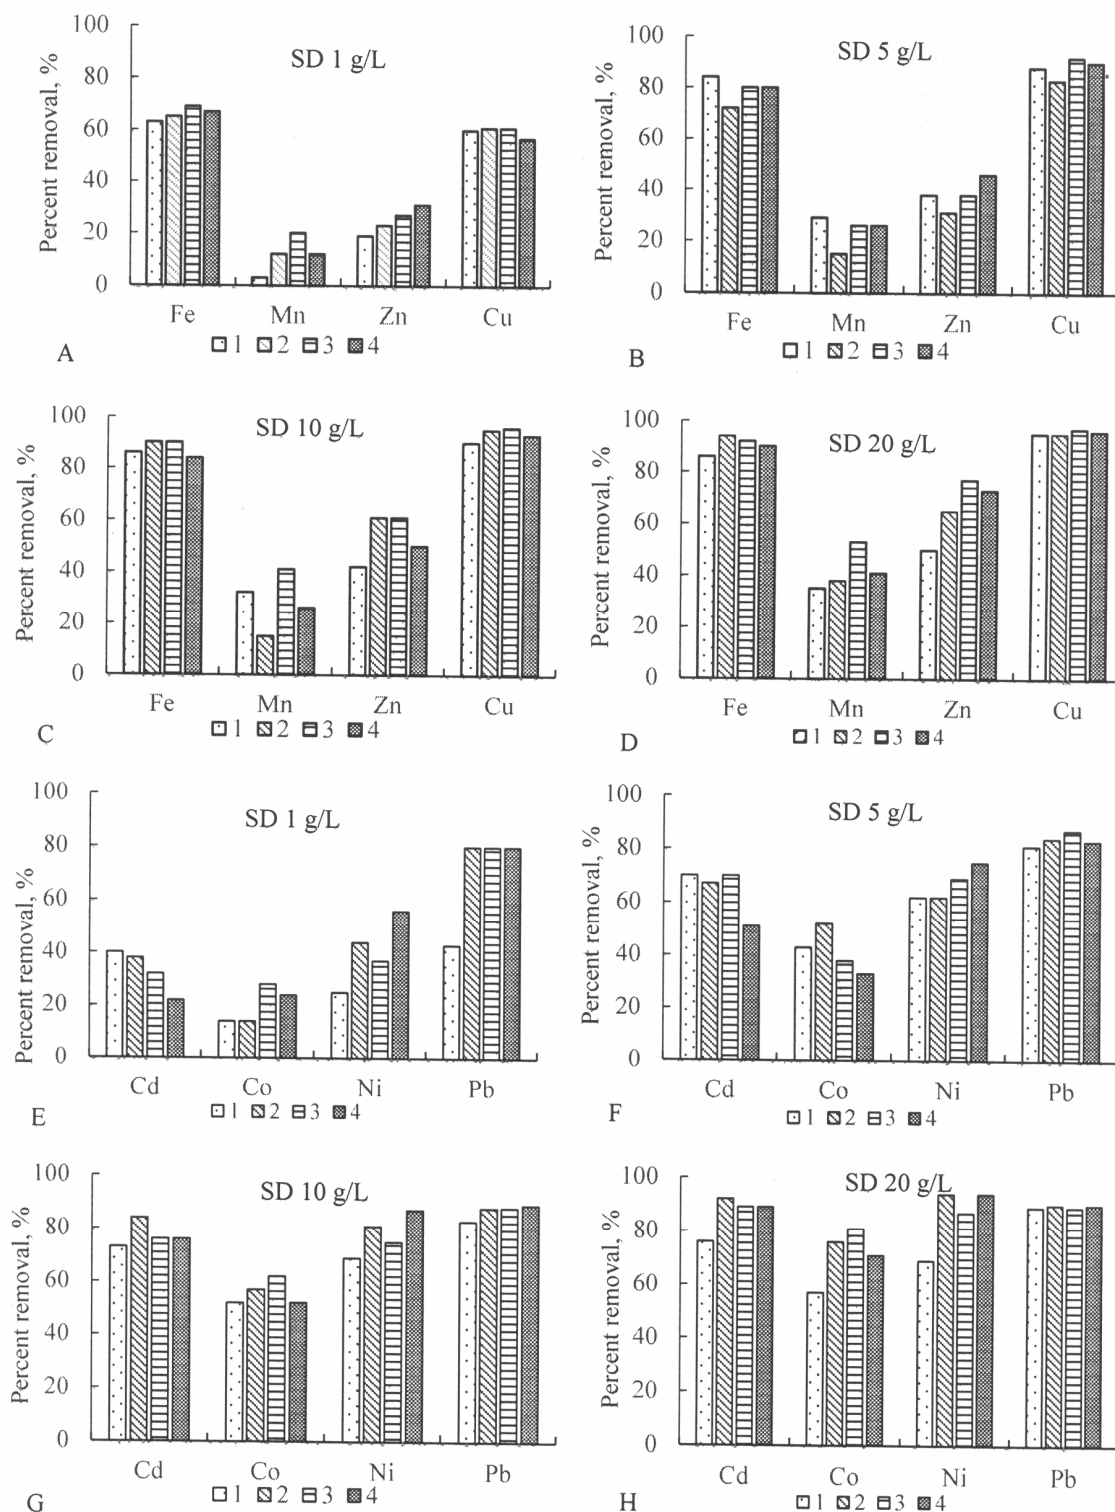 100
80
60
40
20
0
Percent removal, %
SD 1 g/L
Fe Mn Zn Cu
1 2 3 4
A
100
80
60
40
20
0
Percent removal, %
SD 5 g/L
Fe Mn Zn Cu
1 2 3 4
B
100
80
60
40
20
0
Percent removal, %
SD 10 g/L
Fe Mn Zn Cu
1 2 3 4
C
100
80
60
40
20
0
Percent removal, %
SD 20 g/L
Fe Mn Zn Cu
1 2 3 4
D
100
80
60
40
20
0
Percent removal, %
SD 1 g/L
Cd Co Ni Pb
1 2 3 4
E
100
80
60
40
20
0
Percent removal, %
SD 5 g/L
Cd Co Ni Pb
1 2 3 4
F
100
80
60
40
20
0
Percent removal, %
SD 10 g/L
Cd Co Ni Pb
1 2 3 4
G
100
80
60
40
20
0
Percent removal, %
SD 20 g/L
Cd Co Ni Pb
1 2 3 4
H